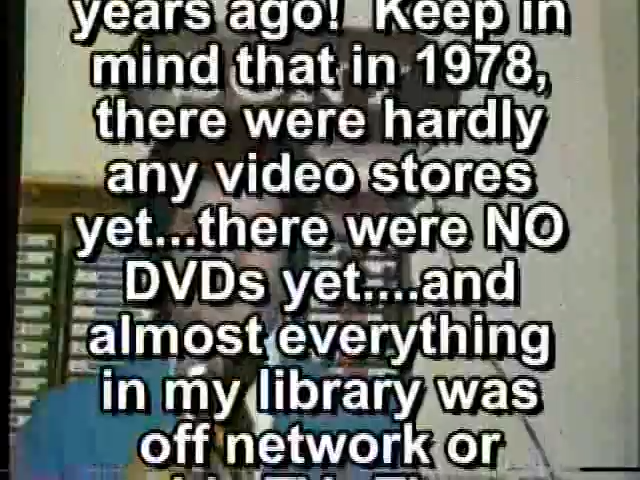 years ago! Keep in
mind that in 1978,
there were hardly
any video stores
yet...there were NO
DVDs yet....and
almost everything
in my library was
off network or